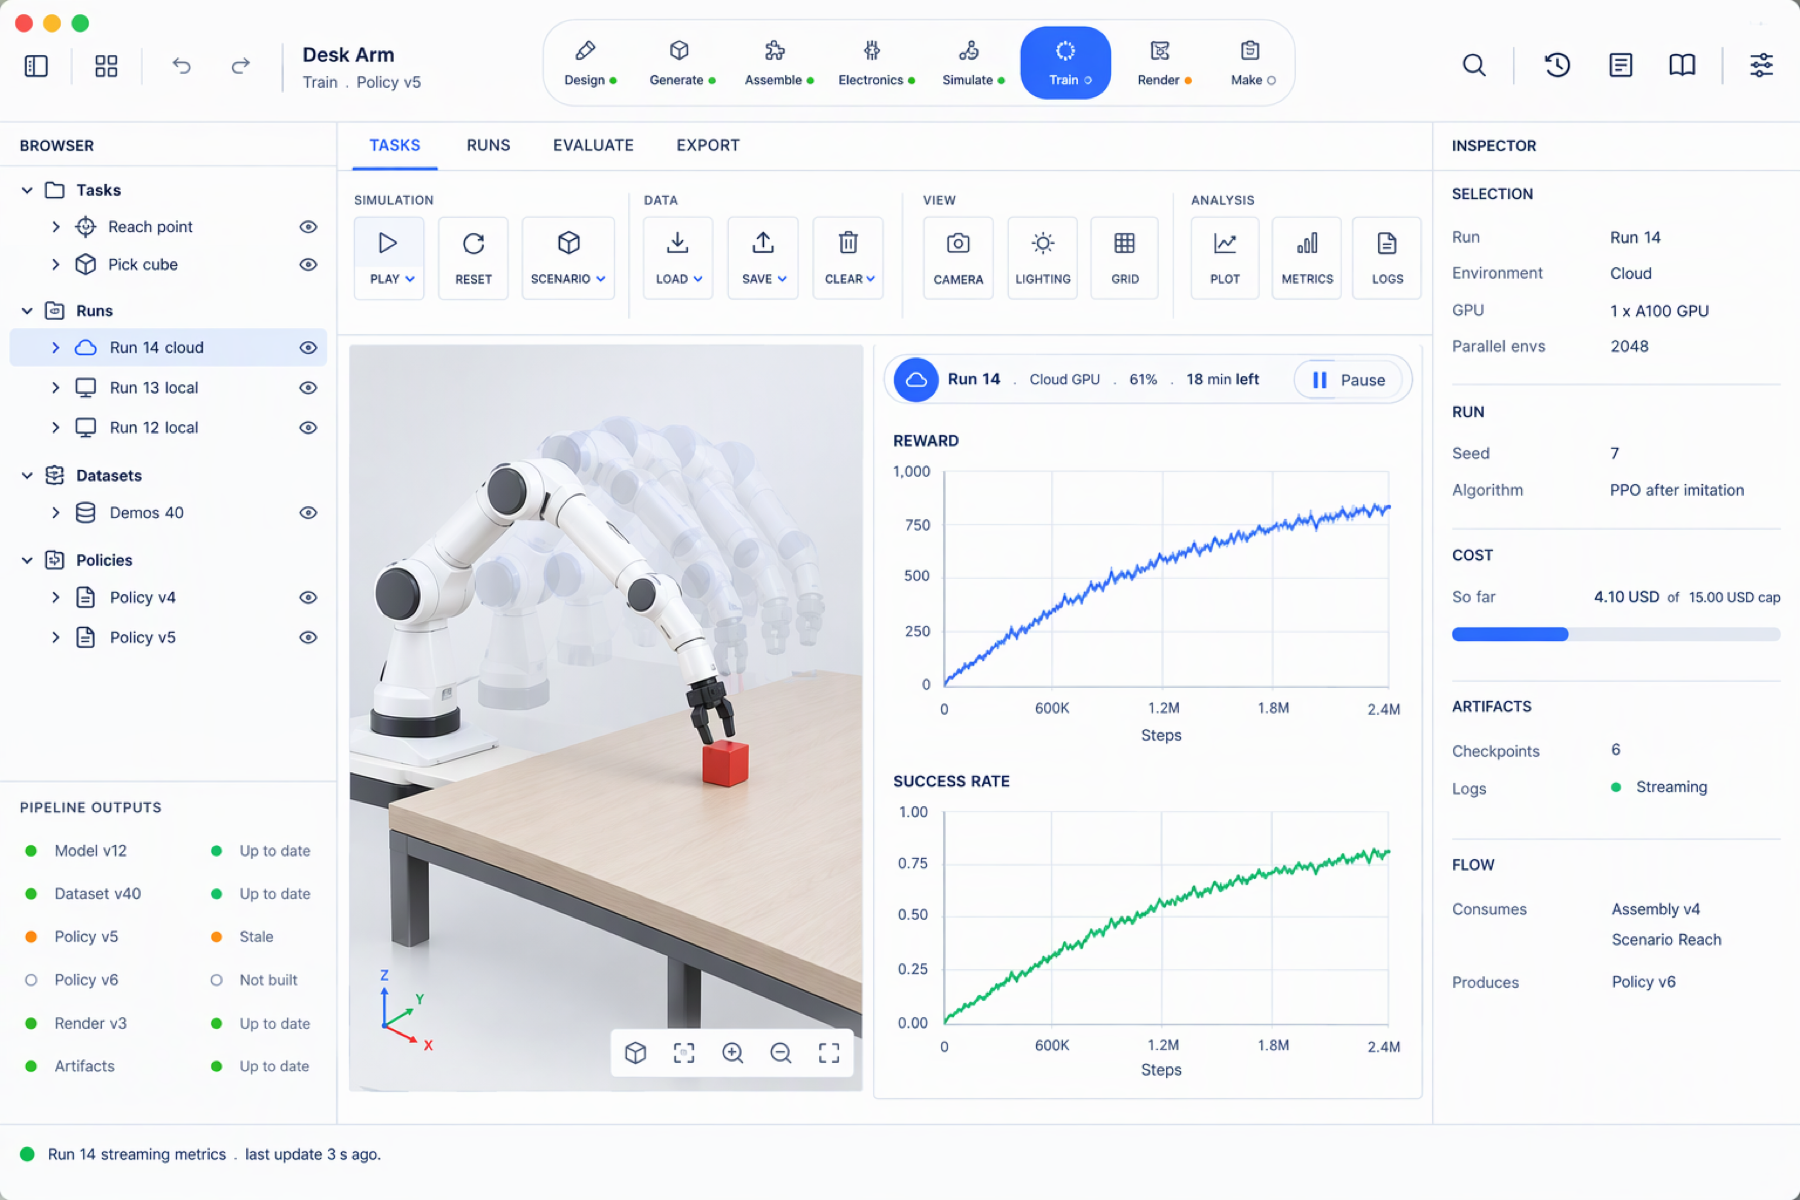 Desk Arm
Train . Policy v5
Design
Generate
Assemble
Electronics
Simulate
Train
Render
Make
BROWSER
Tasks
Reach point
Pick cube
Runs
Run 14 cloud
Run 13 local
Run 12 local
Datasets
Demos 40
Policies
Policy v4
Policy v5
PIPELINE OUTPUTS
Model v12 Up to date
Dataset v40 Up to date
Policy v5 Stale
Policy v6 Not built
Render v3 Up to date
Artifacts Up to date
TASKS RUNS EVALUATE EXPORT
SIMULATION
PLAY
RESET
SCENARIO
DATA
LOAD
SAVE
CLEAR
VIEW
CAMERA
LIGHTING
GRID
ANALYSIS
PLOT
METRICS
LOGS
Z
Y
X
Run 14 . Cloud GPU . 61% . 18 min left
Pause
REWARD
1,000
750
500
250
0
0 600K 1.2M 1.8M 2.4M
Steps
SUCCESS RATE
1.00
0.75
0.50
0.25
0.00
0 600K 1.2M 1.8M 2.4M
Steps
INSPECTOR
SELECTION
Run Run 14
Environment Cloud
GPU 1 x A100 GPU
Parallel envs 2048
RUN
Seed 7
Algorithm PPO after imitation
COST
So far 4.10 USD of 15.00 USD cap
ARTIFACTS
Checkpoints 6
Logs Streaming
FLOW
Consumes Assembly v4
Scenario Reach
Produces Policy v6
Run 14 streaming metrics . last update 3 s ago.